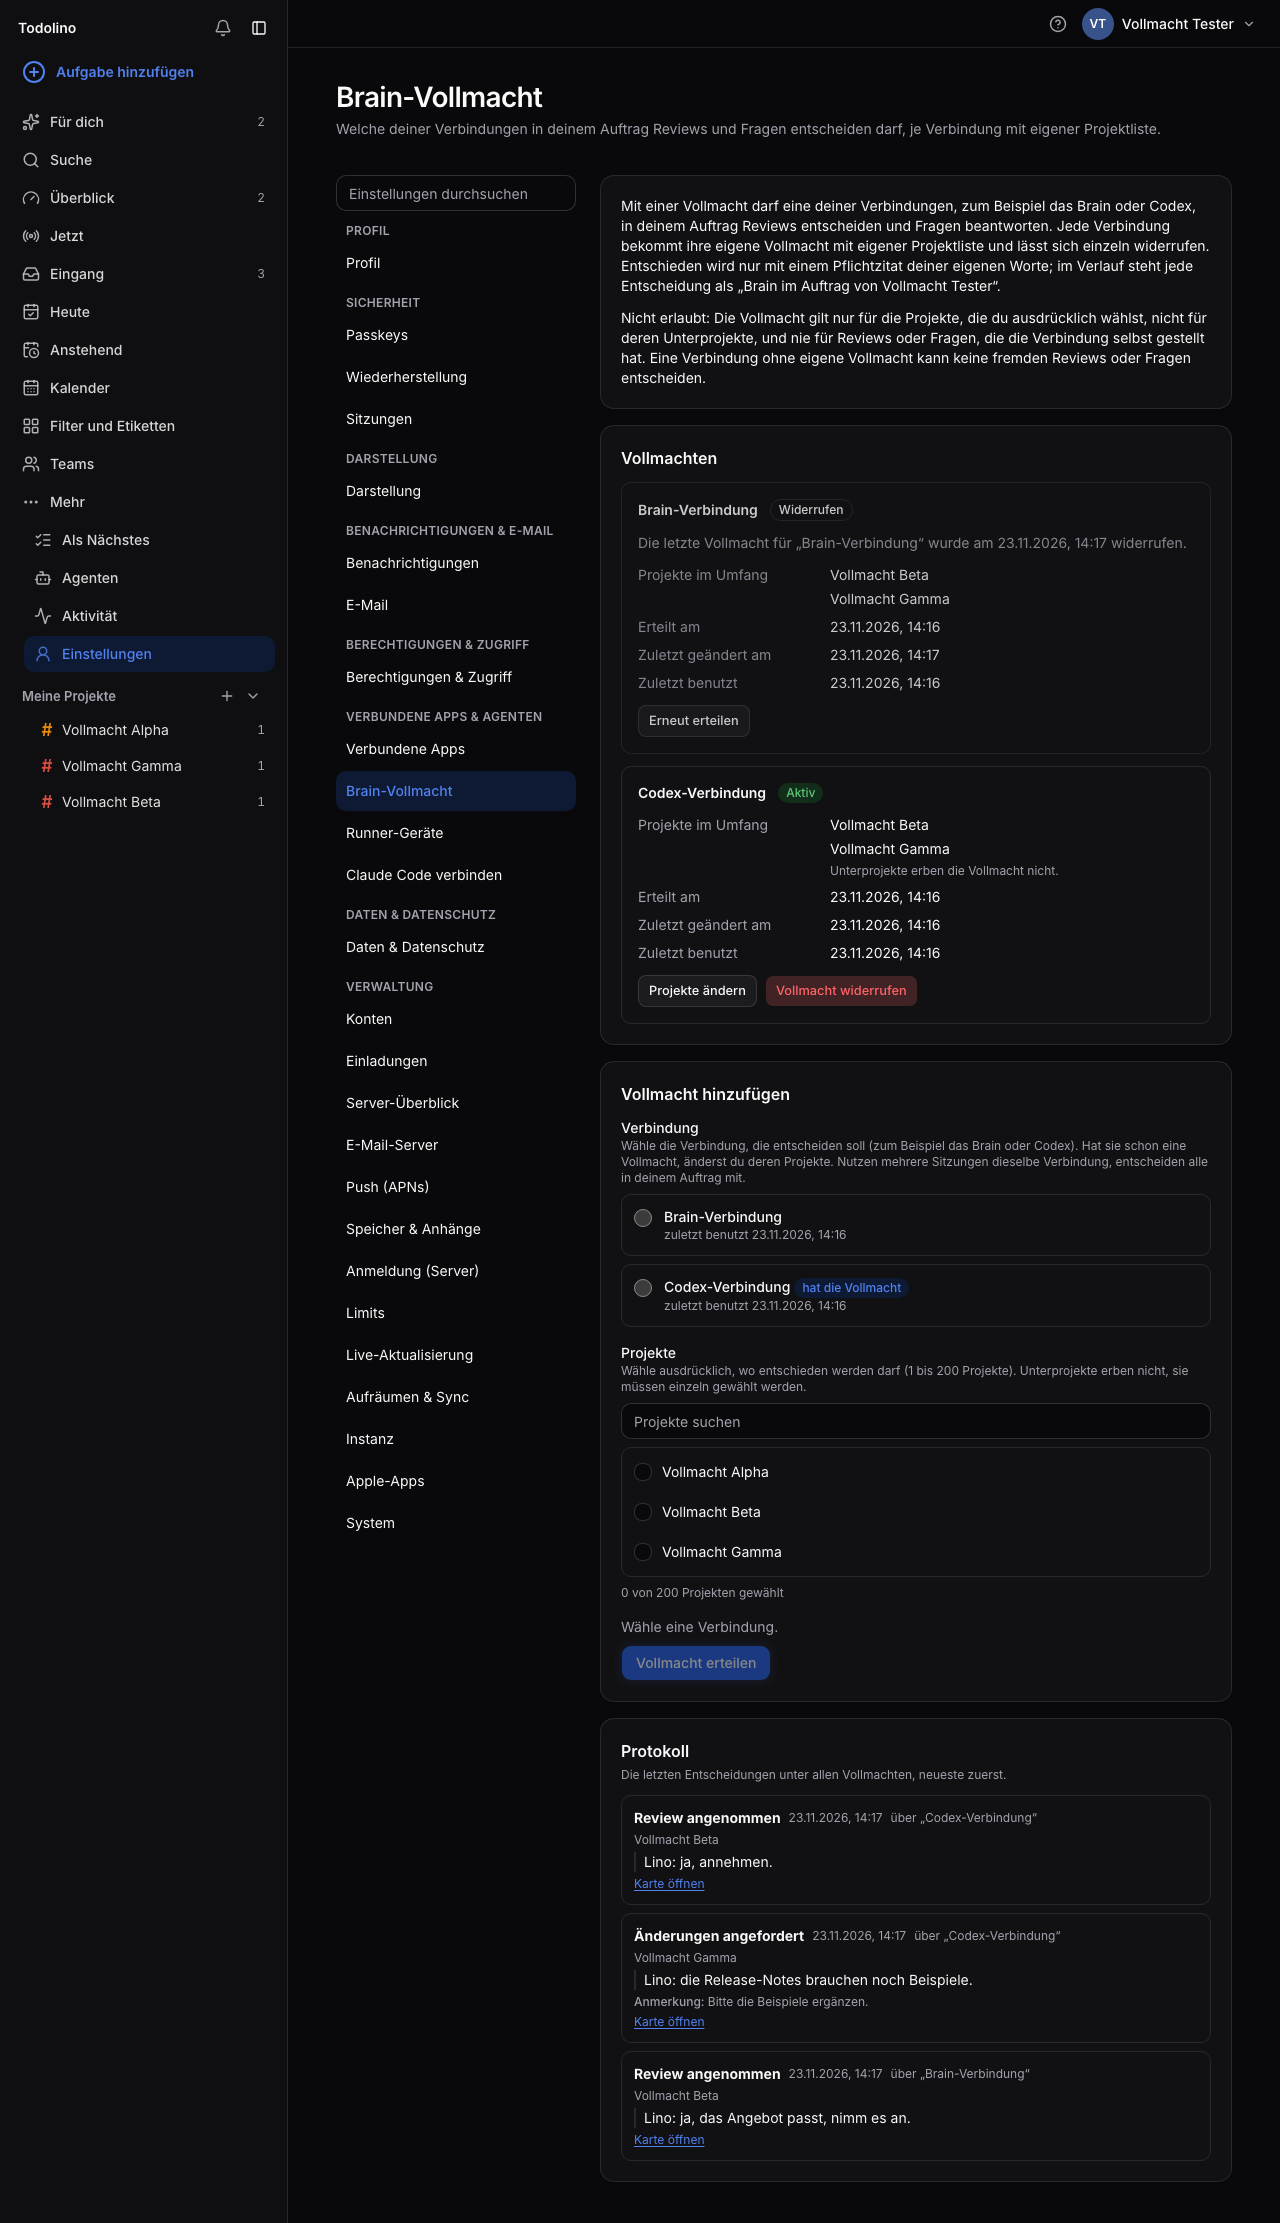 Todolino
Aufgabe hinzufügen
Für dich 2
Suche
Überblick 2
Jetzt
Eingang 3
Heute
Anstehend
Kalender
Filter und Etiketten
Teams
Mehr
Als Nächstes
Agenten
Aktivität
Einstellungen
Meine Projekte
# Vollmacht Alpha 1
# Vollmacht Gamma 1
# Vollmacht Beta 1
VT Vollmacht Tester
Brain-Vollmacht
Welche deiner Verbindungen in deinem Auftrag Reviews und Fragen entscheiden darf, je Verbindung mit eigener Projektliste.
Einstellungen durchsuchen
PROFIL
Profil
SICHERHEIT
Passkeys
Wiederherstellung
Sitzungen
DARSTELLUNG
Darstellung
BENACHRICHTIGUNGEN & E-MAIL
Benachrichtigungen
E-Mail
BERECHTIGUNGEN & ZUGRIFF
Berechtigungen & Zugriff
VERBUNDENE APPS & AGENTEN
Verbundene Apps
Brain-Vollmacht
Runner-Geräte
Claude Code verbinden
DATEN & DATENSCHUTZ
Daten & Datenschutz
VERWALTUNG
Konten
Einladungen
Server-Überblick
E-Mail-Server
Push (APNs)
Speicher & Anhänge
Anmeldung (Server)
Limits
Live-Aktualisierung
Aufräumen & Sync
Instanz
Apple-Apps
System
Mit einer Vollmacht darf eine deiner Verbindungen, zum Beispiel das Brain oder Codex,
in deinem Auftrag Reviews entscheiden und Fragen beantworten. Jede Verbindung
bekommt ihre eigene Vollmacht mit eigener Projektliste und lässt sich einzeln widerrufen.
Entschieden wird nur mit einem Pflichtzitat deiner eigenen Worte; im Verlauf steht jede
Entscheidung als „Brain im Auftrag von Vollmacht Tester“.
Nicht erlaubt: Die Vollmacht gilt nur für die Projekte, die du ausdrücklich wählst, nicht für
deren Unterprojekte, und nie für Reviews oder Fragen, die die Verbindung selbst gestellt
hat. Eine Verbindung ohne eigene Vollmacht kann keine fremden Reviews oder Fragen
entscheiden.
Vollmachten
Brain-Verbindung Widerrufen
Die letzte Vollmacht für „Brain-Verbindung“ wurde am 23.11.2026, 14:17 widerrufen.
Projekte im Umfang Vollmacht Beta
Vollmacht Gamma
Erteilt am 23.11.2026, 14:16
Zuletzt geändert am 23.11.2026, 14:17
Zuletzt benutzt 23.11.2026, 14:16
Erneut erteilen
Codex-Verbindung Aktiv
Projekte im Umfang Vollmacht Beta
Vollmacht Gamma
Unterprojekte erben die Vollmacht nicht.
Erteilt am 23.11.2026, 14:16
Zuletzt geändert am 23.11.2026, 14:16
Zuletzt benutzt 23.11.2026, 14:16
Projekte ändern Vollmacht widerrufen
Vollmacht hinzufügen
Verbindung
Wähle die Verbindung, die entscheiden soll (zum Beispiel das Brain oder Codex). Hat sie schon eine
Vollmacht, änderst du deren Projekte. Nutzen mehrere Sitzungen dieselbe Verbindung, entscheiden alle
in deinem Auftrag mit.
Brain-Verbindung
zuletzt benutzt 23.11.2026, 14:16
Codex-Verbindung hat die Vollmacht
zuletzt benutzt 23.11.2026, 14:16
Projekte
Wähle ausdrücklich, wo entschieden werden darf (1 bis 200 Projekte). Unterprojekte erben nicht, sie
müssen einzeln gewählt werden.
Projekte suchen
Vollmacht Alpha
Vollmacht Beta
Vollmacht Gamma
0 von 200 Projekten gewählt
Wähle eine Verbindung.
Vollmacht erteilen
Protokoll
Die letzten Entscheidungen unter allen Vollmachten, neueste zuerst.
Review angenommen 23.11.2026, 14:17 über „Codex-Verbindung“
Vollmacht Beta
Lino: ja, annehmen.
Karte öffnen
Änderungen angefordert 23.11.2026, 14:17 über „Codex-Verbindung“
Vollmacht Gamma
Lino: die Release-Notes brauchen noch Beispiele.
Anmerkung: Bitte die Beispiele ergänzen.
Karte öffnen
Review angenommen 23.11.2026, 14:17 über „Brain-Verbindung“
Vollmacht Beta
Lino: ja, das Angebot passt, nimm es an.
Karte öffnen